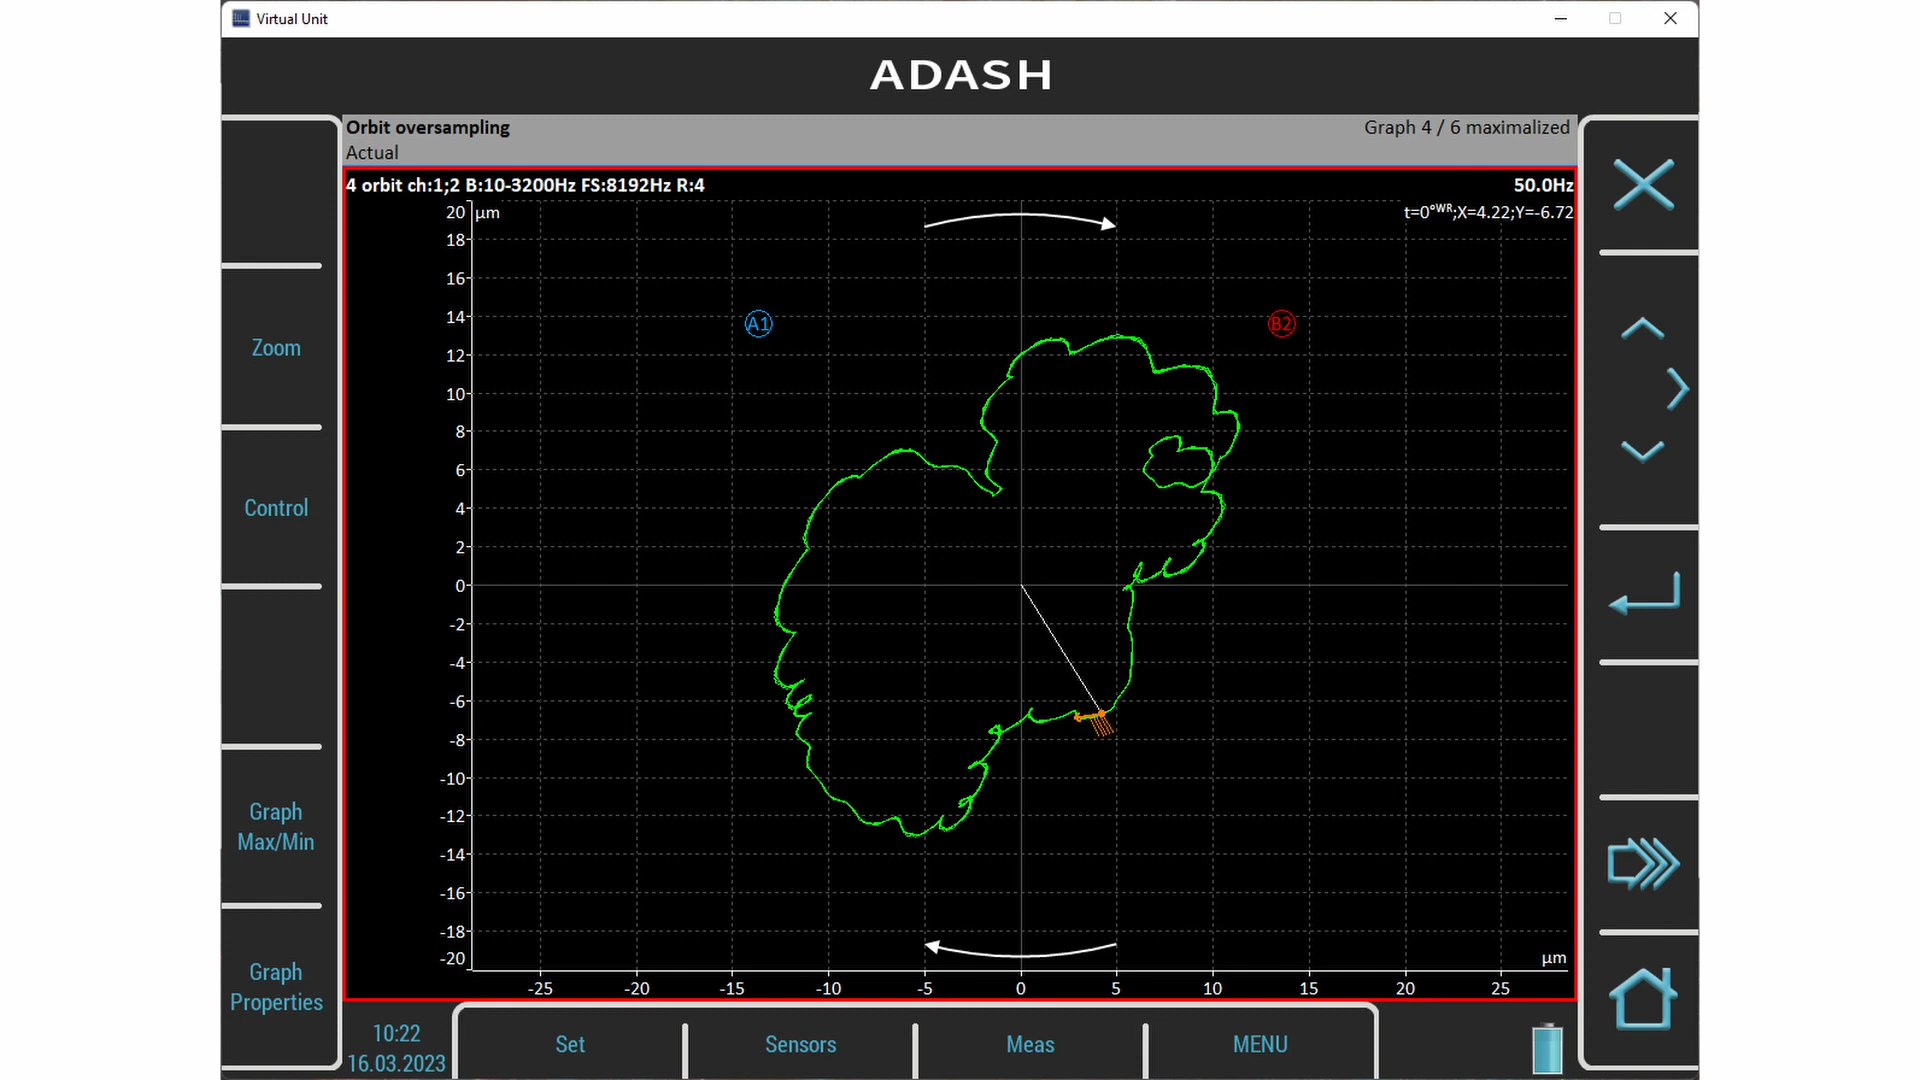 Virtual Unit
ADASH
Orbit oversampling
Graph 4 / 6 maximalized
Actual
4 orbit ch:1;2 B:10-3200Hz FS:8192Hz R:4
50.0Hz
t=0°ᵂᴿ;X=4.22;Y=-6.72
20 µm
18
16
14
12
10
8
6
4
2
0
-2
-4
-6
-8
-10
-12
-14
-16
-18
-20
A1
B2
µm
-25 -20 -15 -10 -5 0 5 10 15 20 25
Zoom
Control
Graph
Max/Min
Graph
Properties
10:22
16.03.2023
Set
Sensors
Meas
MENU